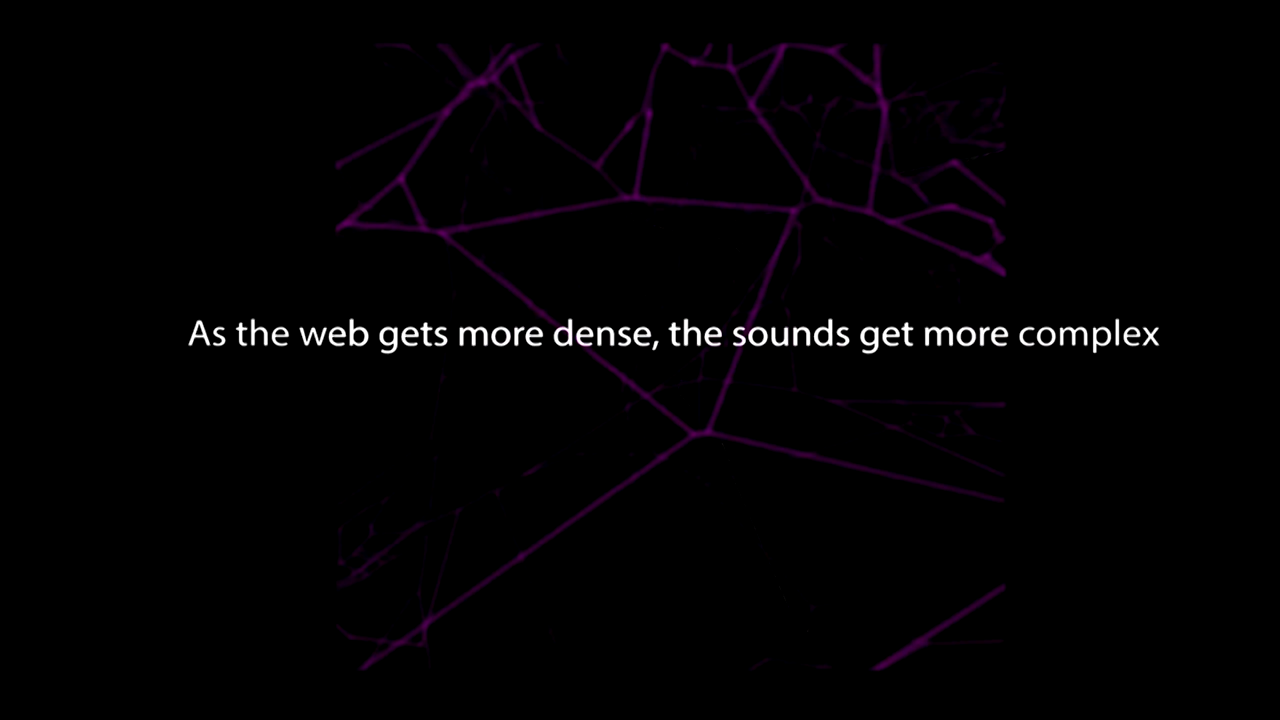 As the web gets more dense, the sounds get more complex